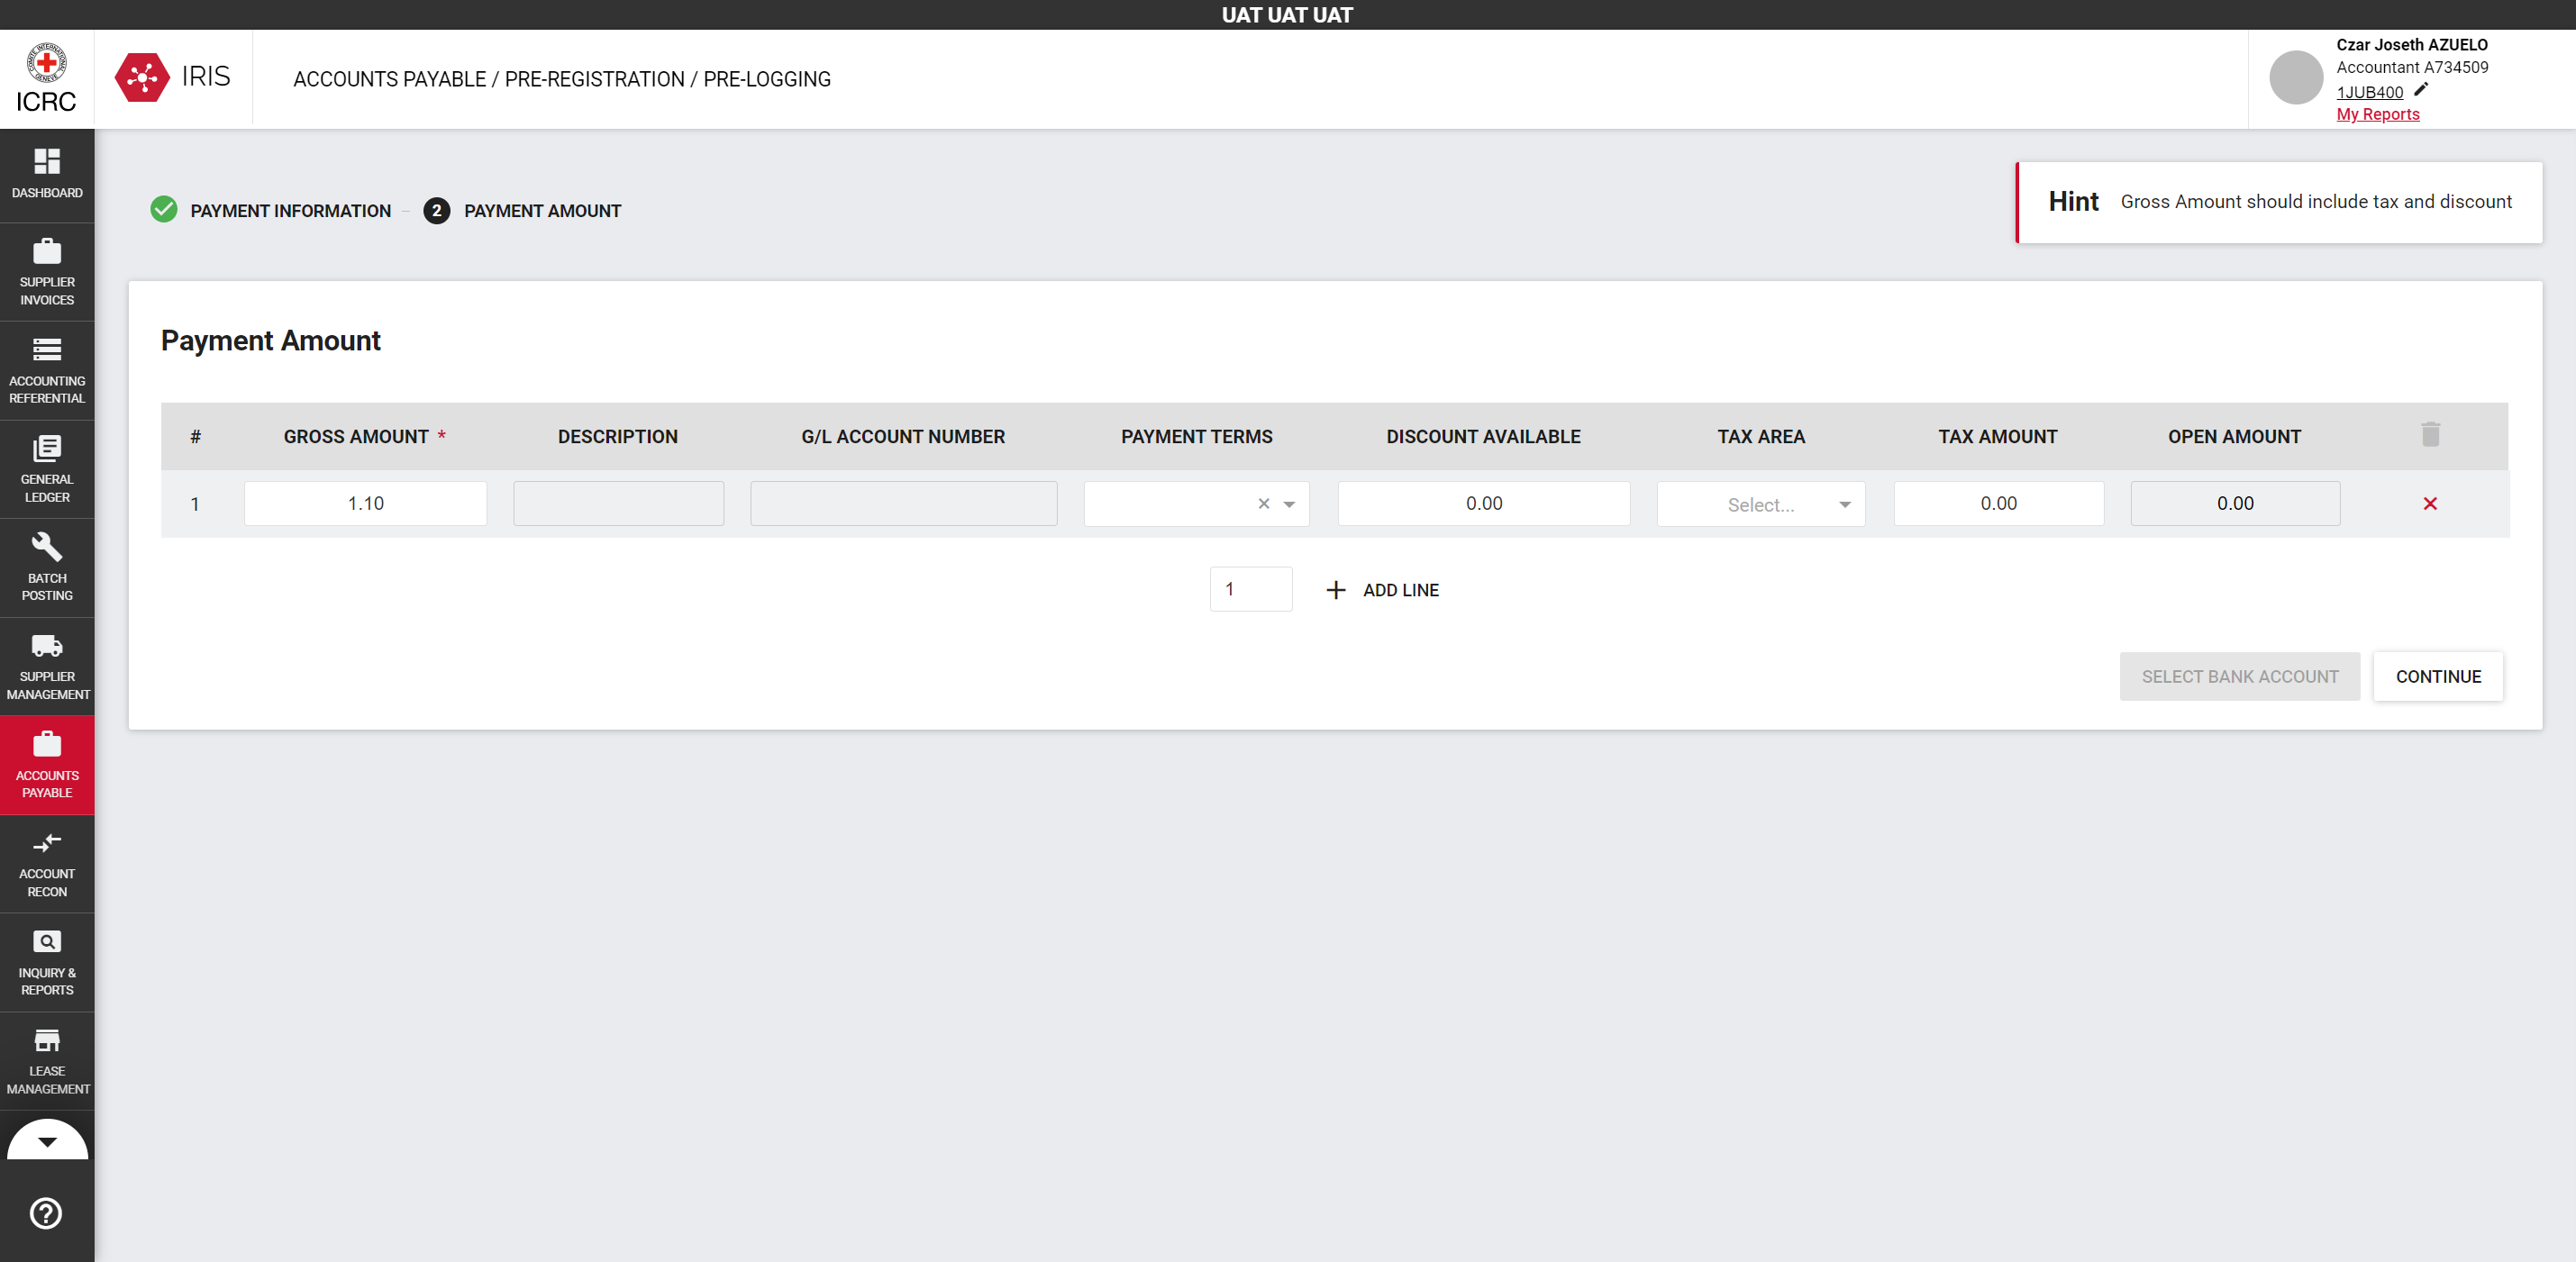 UAT UAT UAT
COMITE INTERNATIONAL GENEVE
ICRC
IRIS
ACCOUNTS PAYABLE / PRE-REGISTRATION / PRE-LOGGING
Czar Joseth AZUELO
Accountant A734509
1JUB400
My Reports
DASHBOARD
SUPPLIER
INVOICES
ACCOUNTING
REFERENTIAL
GENERAL
LEDGER
BATCH
POSTING
SUPPLIER
MANAGEMENT
ACCOUNTS
PAYABLE
ACCOUNT
RECON
INQUIRY &
REPORTS
LEASE
MANAGEMENT
PAYMENT INFORMATION – 2 PAYMENT AMOUNT
Hint Gross Amount should include tax and discount
Payment Amount
# GROSS AMOUNT * DESCRIPTION G/L ACCOUNT NUMBER PAYMENT TERMS DISCOUNT AVAILABLE TAX AREA TAX AMOUNT OPEN AMOUNT
1 1.10 0.00 Select... 0.00 0.00
1 ADD LINE
SELECT BANK ACCOUNT CONTINUE